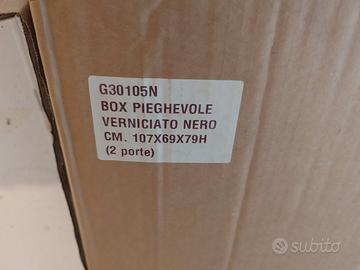 G30105N
BOX PIEGHEVOLE
VERNICIATO NERO
CM. 107X69X79H
(2 porte)
subito